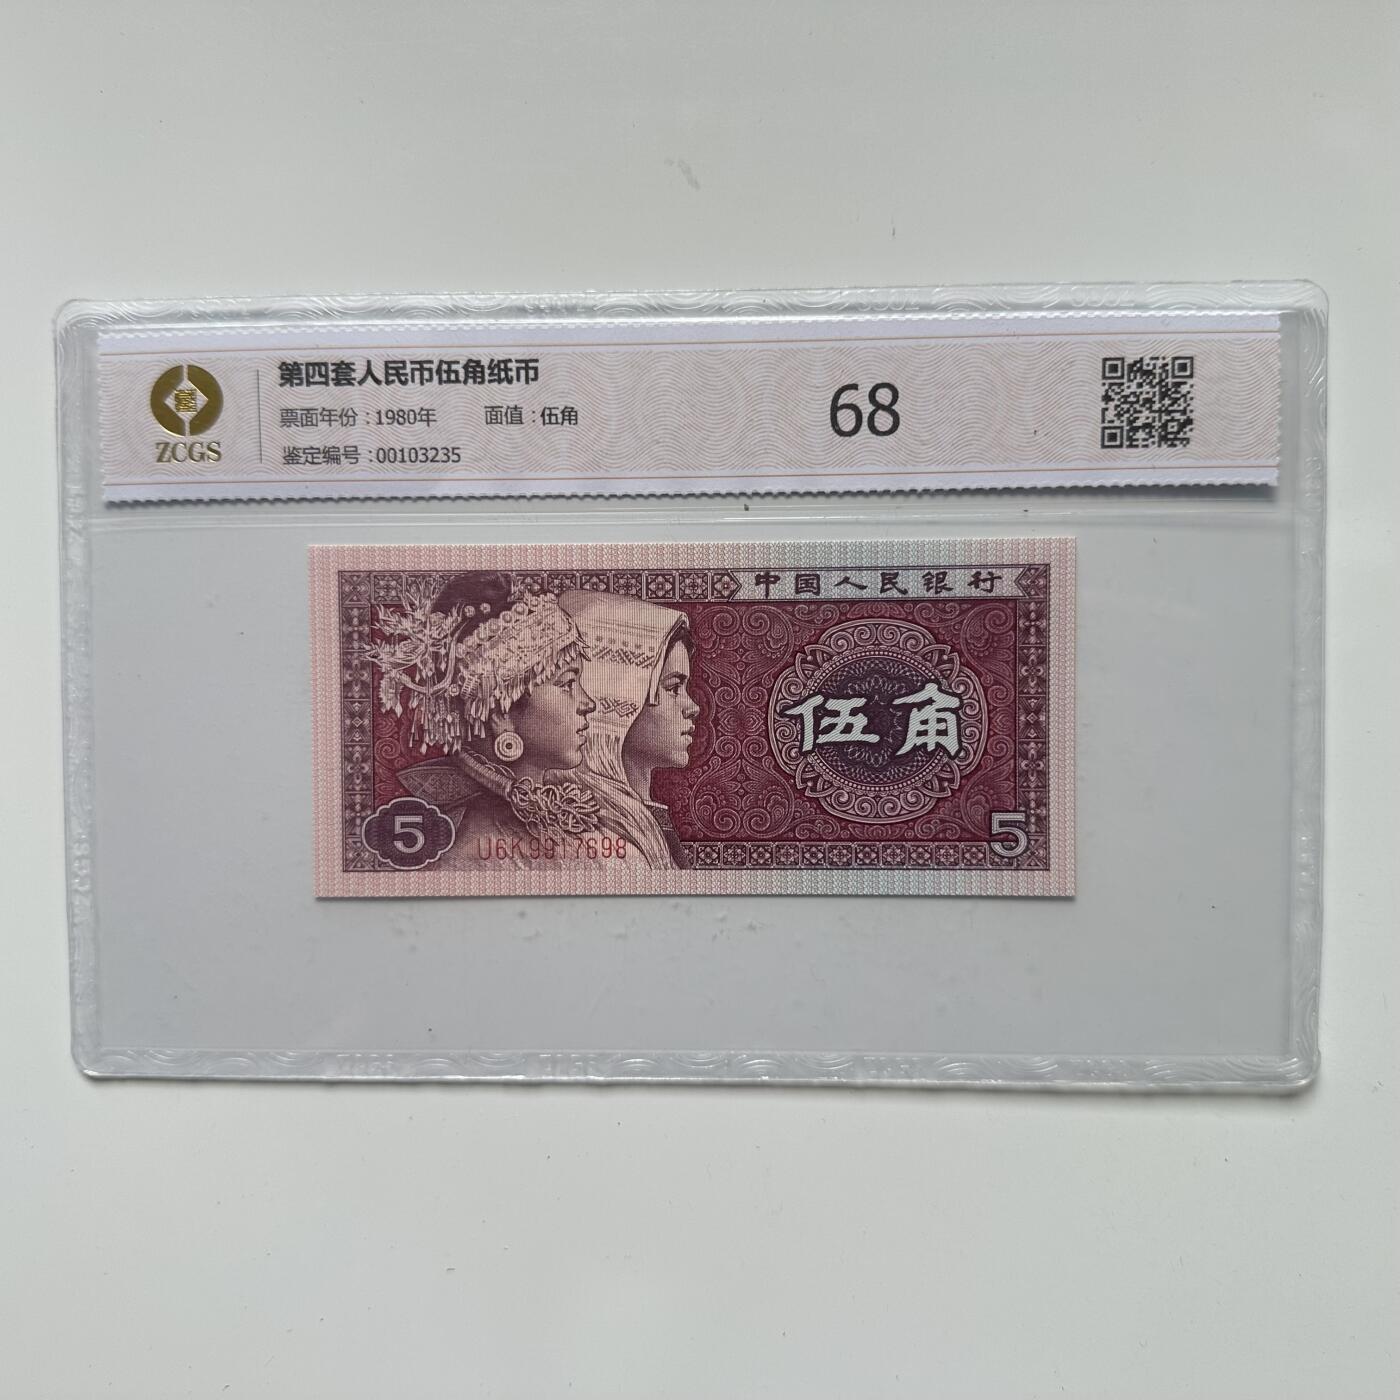 第四套人民币伍角纸币
票面年份：1980年 面值：伍角
鉴定编号：00103235
ZCGS
68
中国人民银行
伍角
5
5
U6K9917698